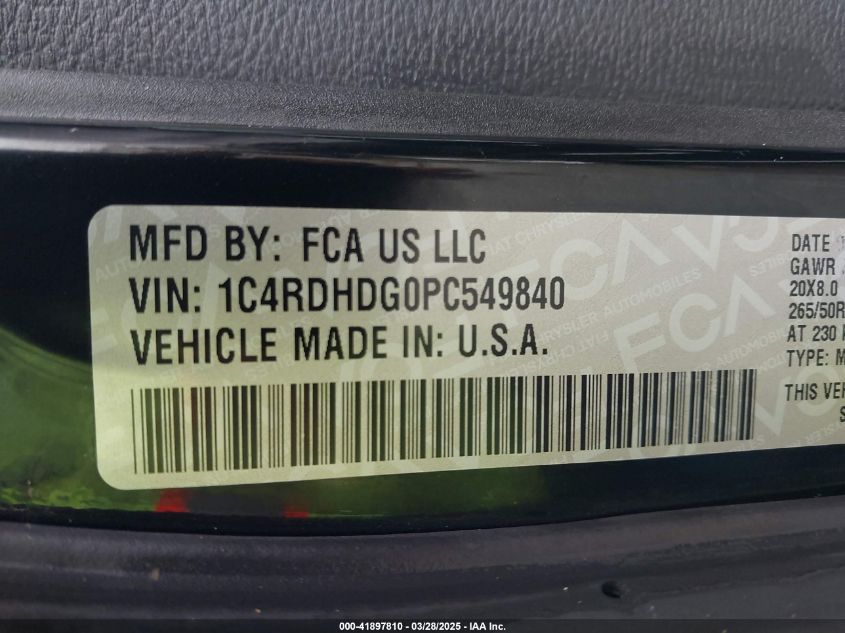 MFD BY: FCA US LLC
VIN: 1C4RDHDG0PC549840
VEHICLE MADE IN: U.S.A.
DATE
GAWR
20X8.0
265/50R
AT 230
TYPE: M
THIS VEH
000-41897810 - 03/28/2025 - IAA Inc.